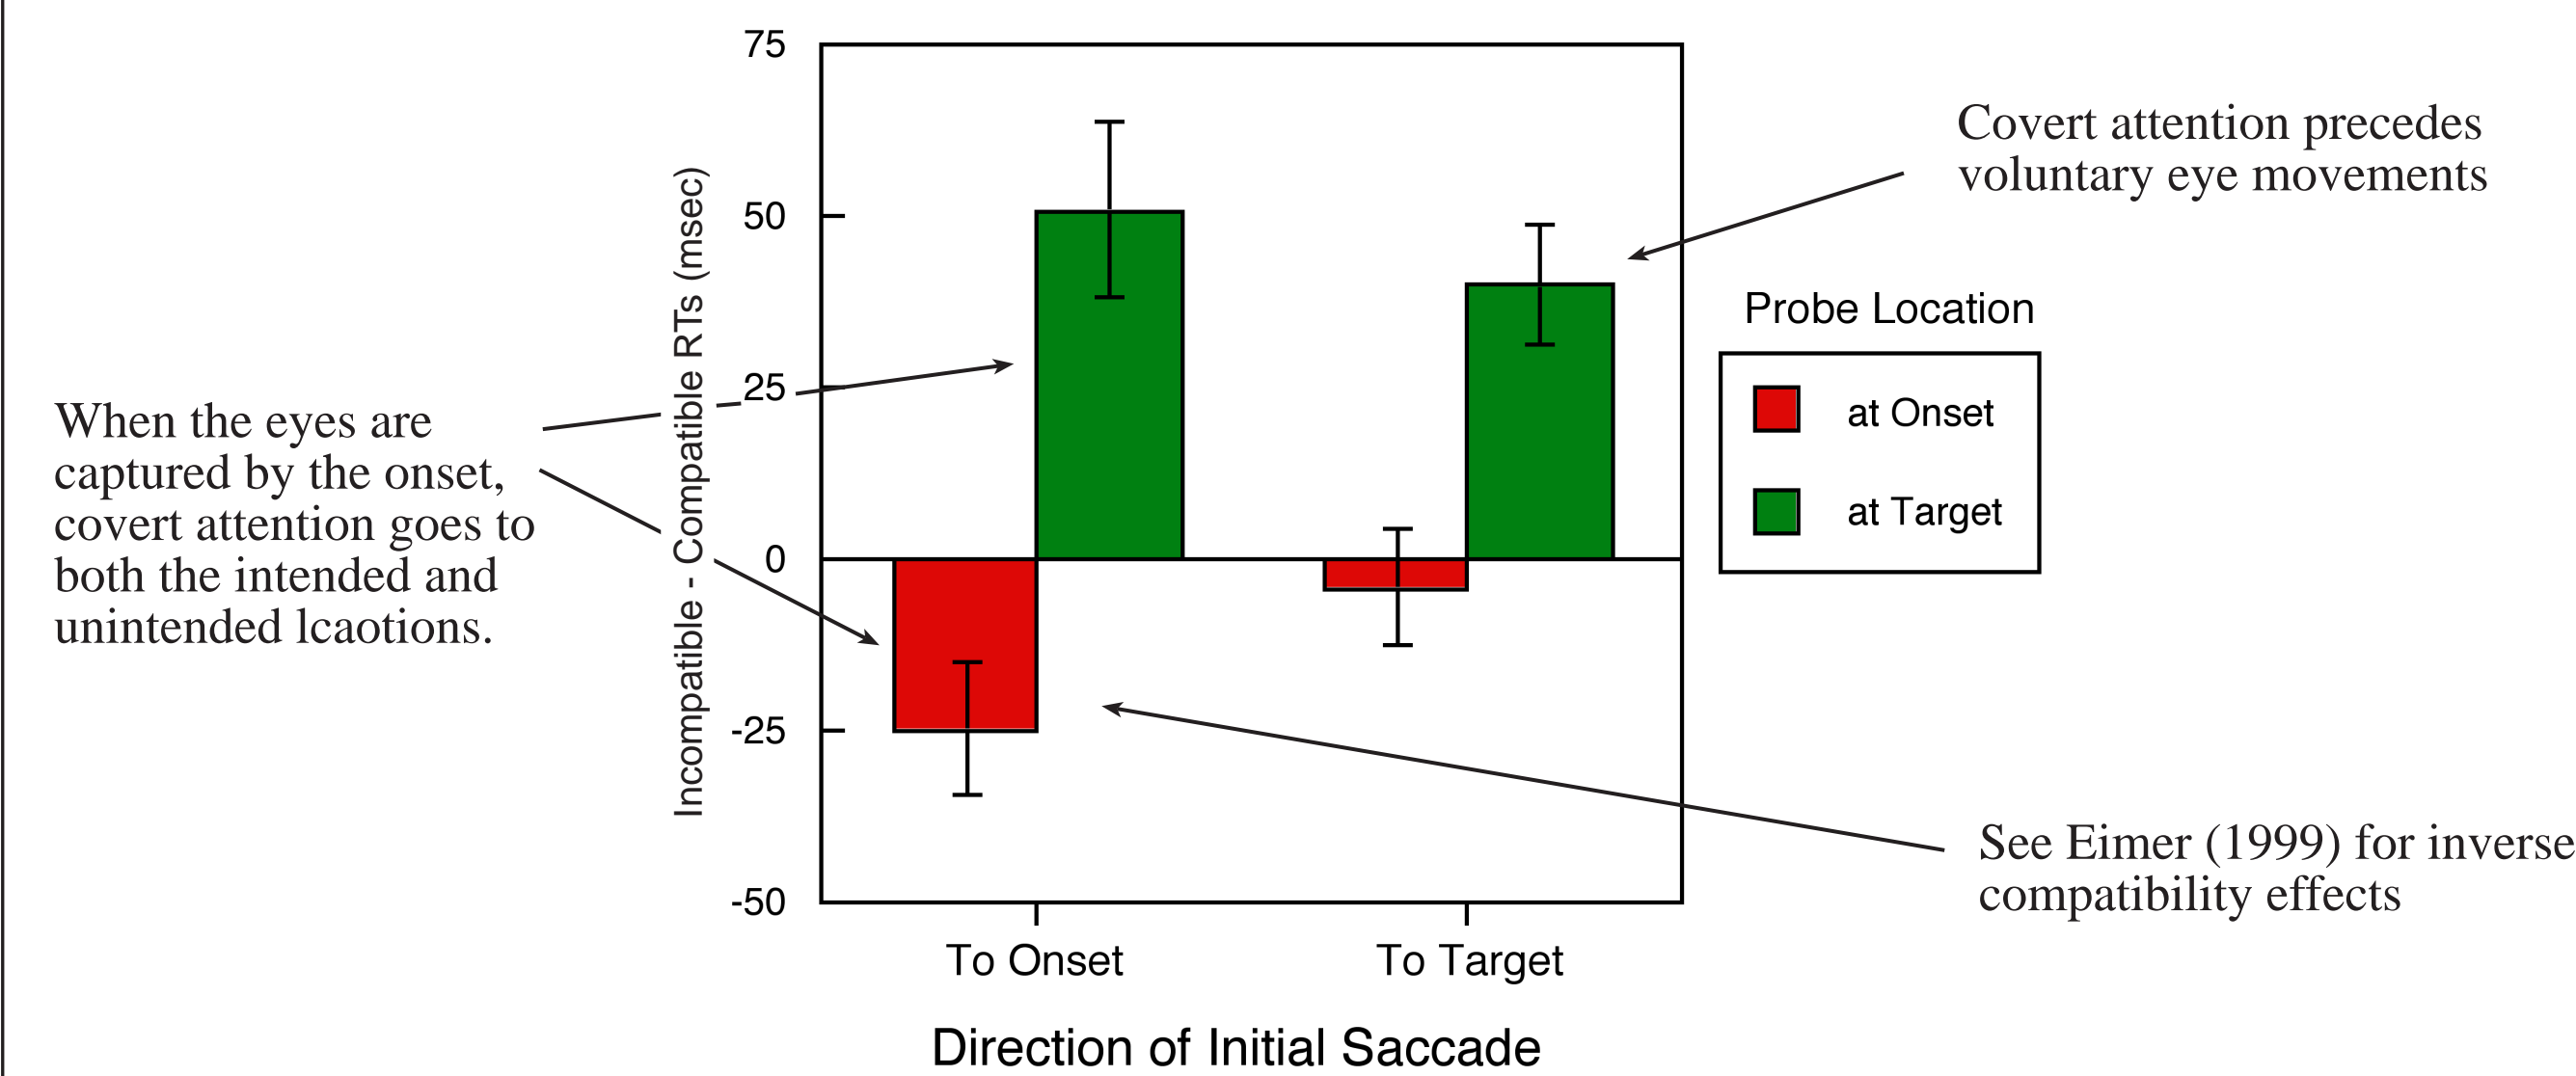 When the eyes are
captured by the onset,
covert attention goes to
both the intended and
unintended lcaotions.
Incompatible - Compatible RTs (msec)
75
50
25
0
-25
-50
To Onset
To Target
Direction of Initial Saccade
Covert attention precedes
voluntary eye movements
Probe Location
at Onset
at Target
See Eimer (1999) for inverse
compatibility effects